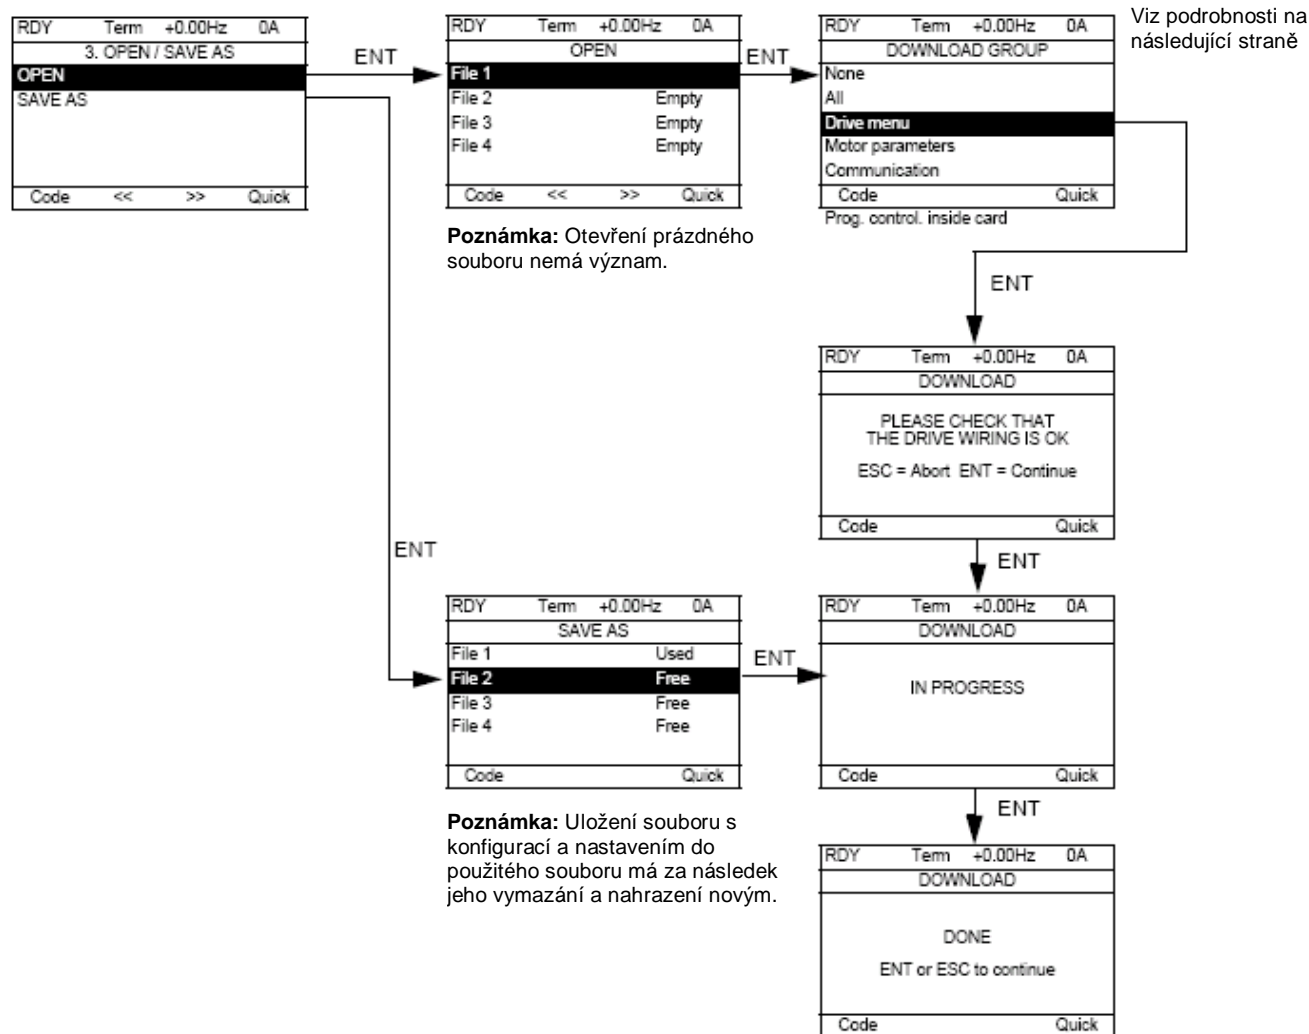 RDY Term +0.00Hz 0A
3. OPEN / SAVE AS
OPEN
SAVE AS
Code << >> Quick
ENT
RDY Term +0.00Hz 0A
OPEN
File 1
File 2 Empty
File 3 Empty
File 4 Empty
Code << >> Quick
Poznámka: Otevření prázdného
souboru nemá význam.
ENT
RDY Term +0.00Hz 0A
DOWNLOAD GROUP
None
All
Drive menu
Motor parameters
Communication
Code Quick
Prog. control. inside card
Viz podrobnosti na
následující straně
ENT
RDY Term +0.00Hz 0A
DOWNLOAD
PLEASE CHECK THAT
THE DRIVE WIRING IS OK
ESC = Abort ENT = Continue
Code Quick
ENT
ENT
RDY Term +0.00Hz 0A
SAVE AS
File 1 Used
File 2 Free
File 3 Free
File 4 Free
Code Quick
Poznámka: Uložení souboru s
konfigurací a nastavením do
použitého souboru má za následek
jeho vymazání a nahrazení novým.
ENT
RDY Term +0.00Hz 0A
DOWNLOAD
IN PROGRESS
Code Quick
ENT
RDY Term +0.00Hz 0A
DOWNLOAD
DONE
ENT or ESC to continue
Code Quick